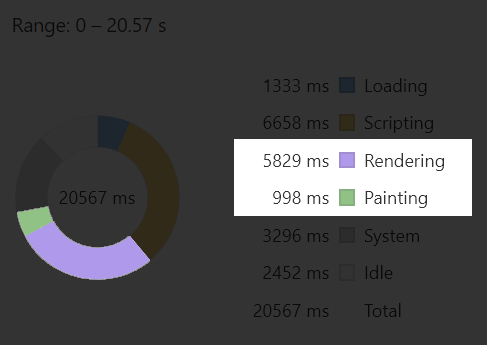 Range: 0 – 20.57 s
1333 ms Loading
6658 ms Scripting
5829 ms Rendering
20567 ms
998 ms Painting
3296 ms System
2452 ms Idle
20567 ms Total